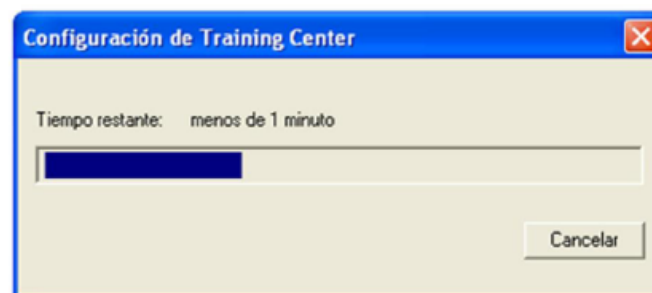 Configuración de Training Center
Tiempo restante: menos de 1 minuto
Cancelar